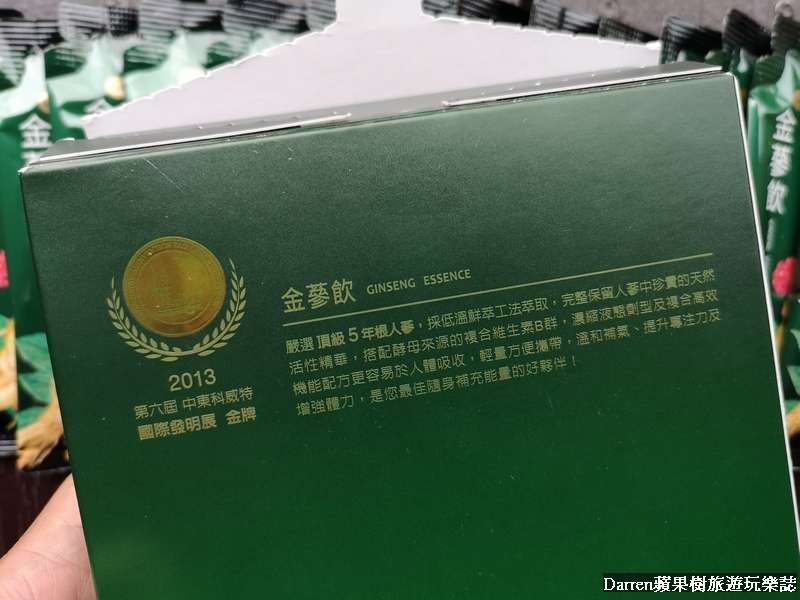 金蔘飲
金蔘飲
2013
第六屆 中東科威特
國際發明展 金牌
金蔘飲 GINSENG ESSENCE
嚴選 頂級 5 年根人蔘，採低溫鮮萃工法萃取，完整保留人蔘中珍貴的天然
活性精華，搭配酵母來源的複合維生素B群，濃縮液態劑型及複合高效
機能配方更容易於人體吸收，輕量方便攜帶，溫和補氣、提升專注力及
增強體力，是您最佳隨身補充能量的好夥伴！
Darren蘋果樹旅遊玩樂誌